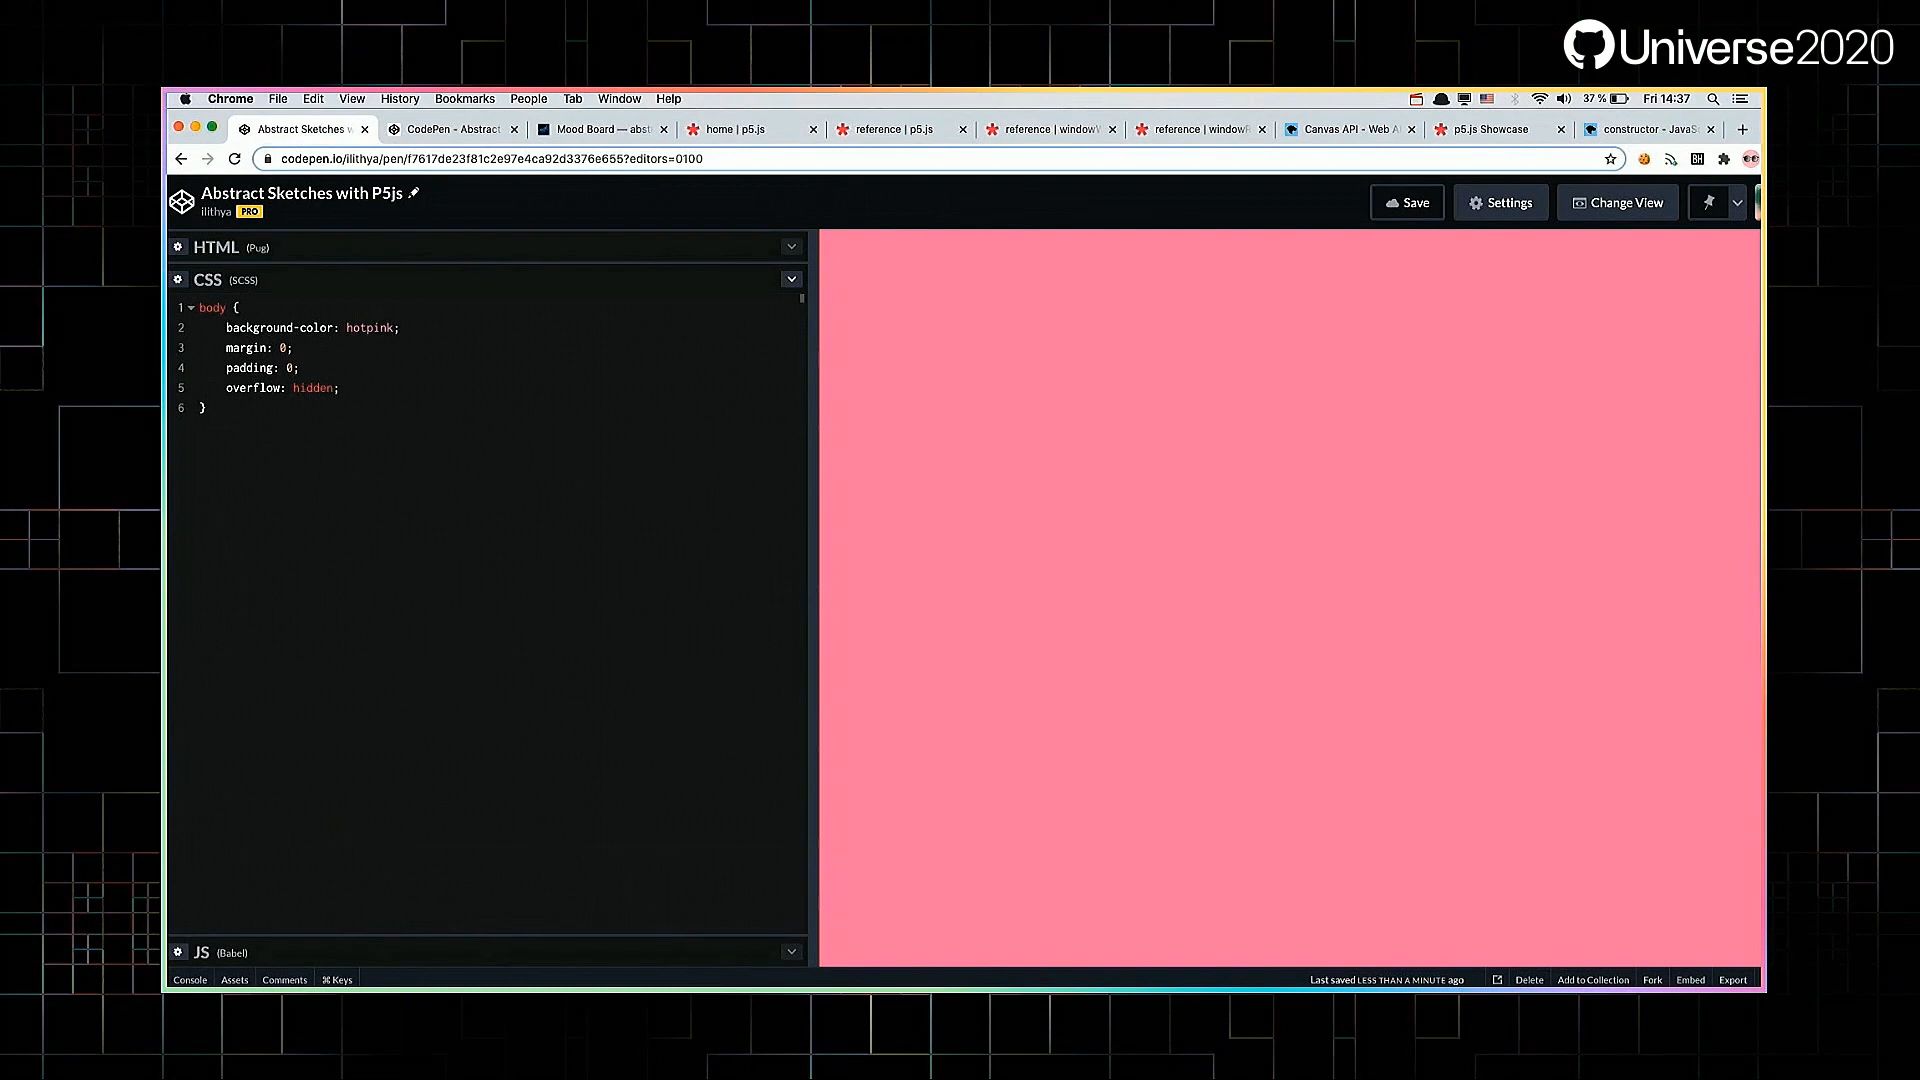 Universe2020
Chrome File Edit View History Bookmarks People Tab Window Help 37 % Fri 14:37
Abstract Sketches w CodePen - Abstract Mood Board — abst home | p5.js reference | p5.js reference | windowW reference | windowR Canvas API - Web A p5.js Showcase constructor - JavaS
codepen.io/ilithya/pen/f7617de23f81c2e97e4ca92d3376e655?editors=0100 BH
Abstract Sketches with P5js
ilithya PRO
Save Settings Change View
HTML (Pug)
CSS (SCSS)
1 body {
2 background-color: hotpink;
3 margin: 0;
4 padding: 0;
5 overflow: hidden;
6 }
JS (Babel)
Console Assets Comments ⌘ Keys Last saved LESS THAN A MINUTE ago Delete Add to Collection Fork Embed Export